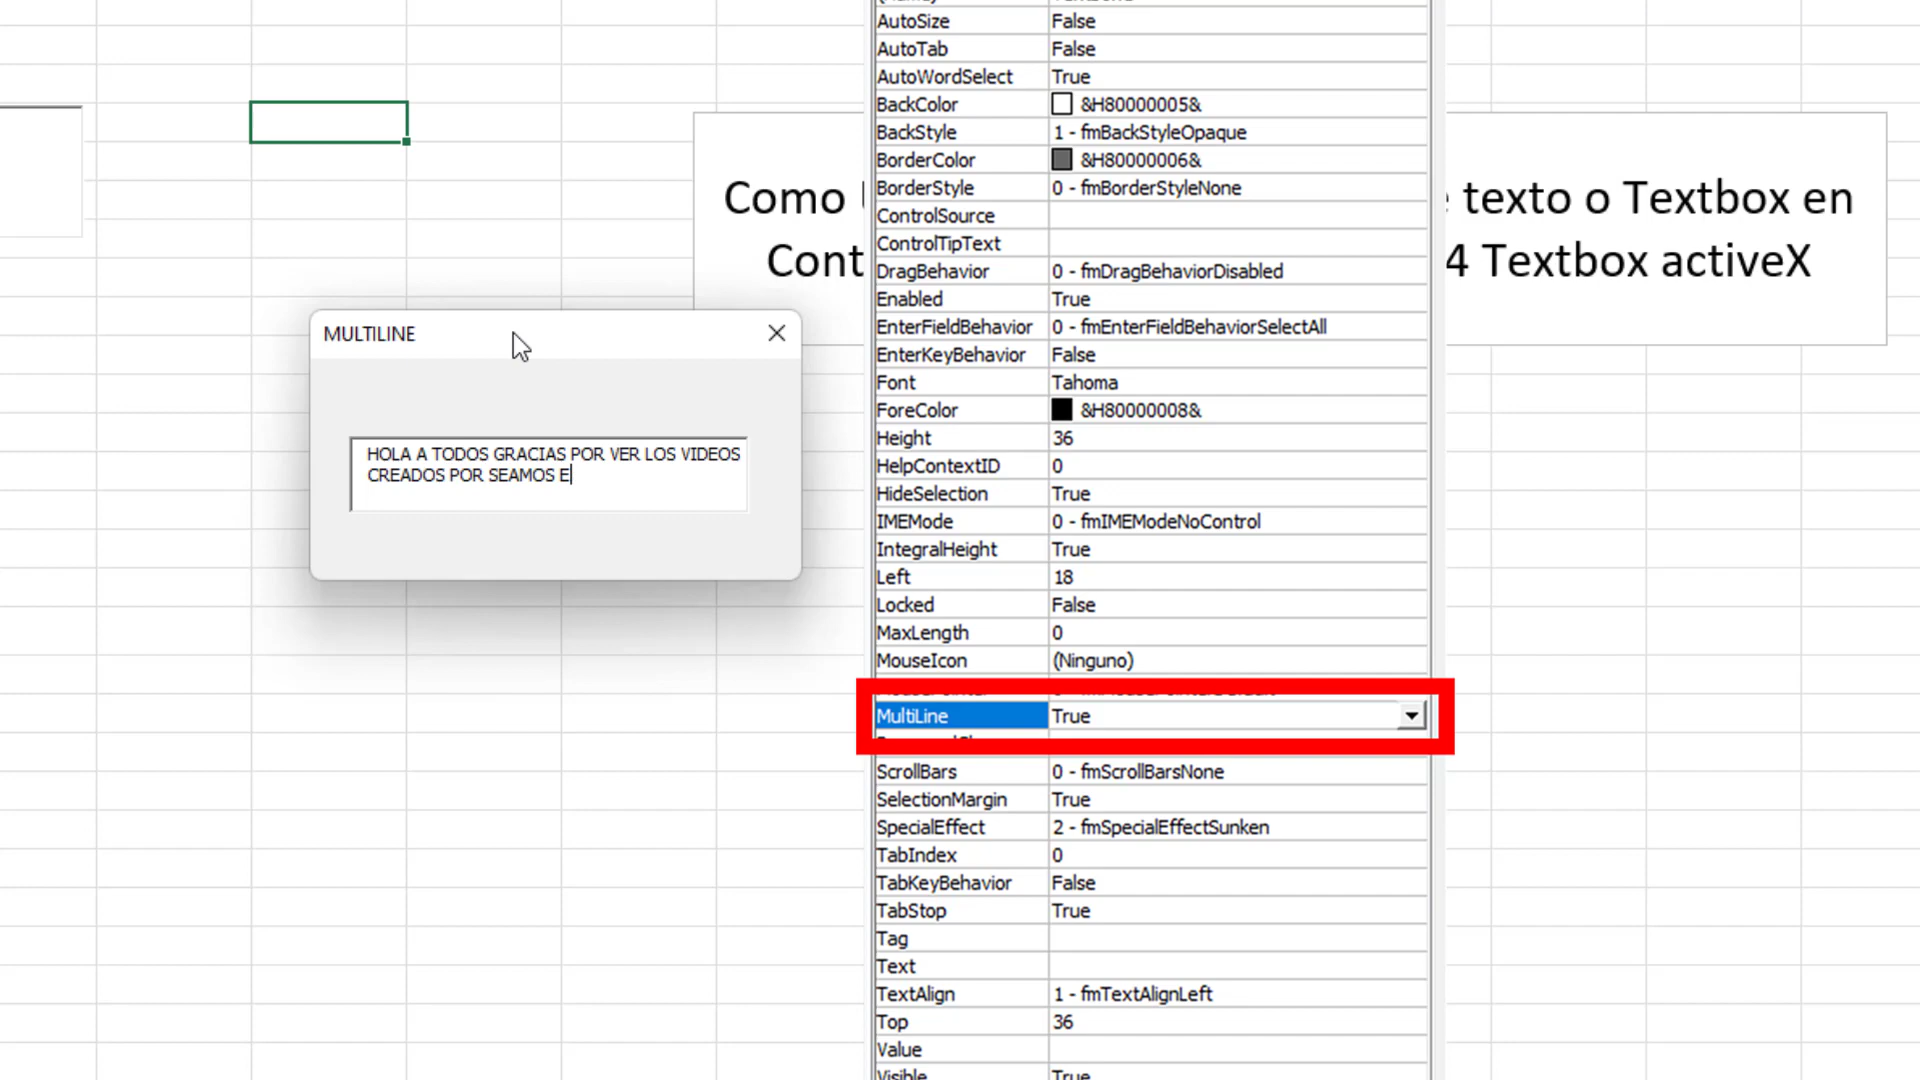 AutoSize False
AutoTab False
AutoWordSelect True
BackColor &H80000005&
BackStyle 1 - fmBackStyleOpaque
BorderColor &H80000006&
BorderStyle 0 - fmBorderStyleNone
ControlSource
ControlTipText
DragBehavior 0 - fmDragBehaviorDisabled
Enabled True
EnterFieldBehavior 0 - fmEnterFieldBehaviorSelectAll
EnterKeyBehavior False
Font Tahoma
ForeColor &H80000008&
Height 36
HelpContextID 0
HideSelection True
IMEMode 0 - fmIMEModeNoControl
IntegralHeight True
Left 18
Locked False
MaxLength 0
MouseIcon (Ninguno)
MultiLine True
ScrollBars 0 - fmScrollBarsNone
SelectionMargin True
SpecialEffect 2 - fmSpecialEffectSunken
TabIndex 0
TabKeyBehavior False
TabStop True
Tag
Text
TextAlign 1 - fmTextAlignLeft
Top 36
Value
Visible True
Como texto o Textbox en
Cont 4 Textbox activeX
MULTILINE
HOLA A TODOS GRACIAS POR VER LOS VIDEOS
CREADOS POR SEAMOS E